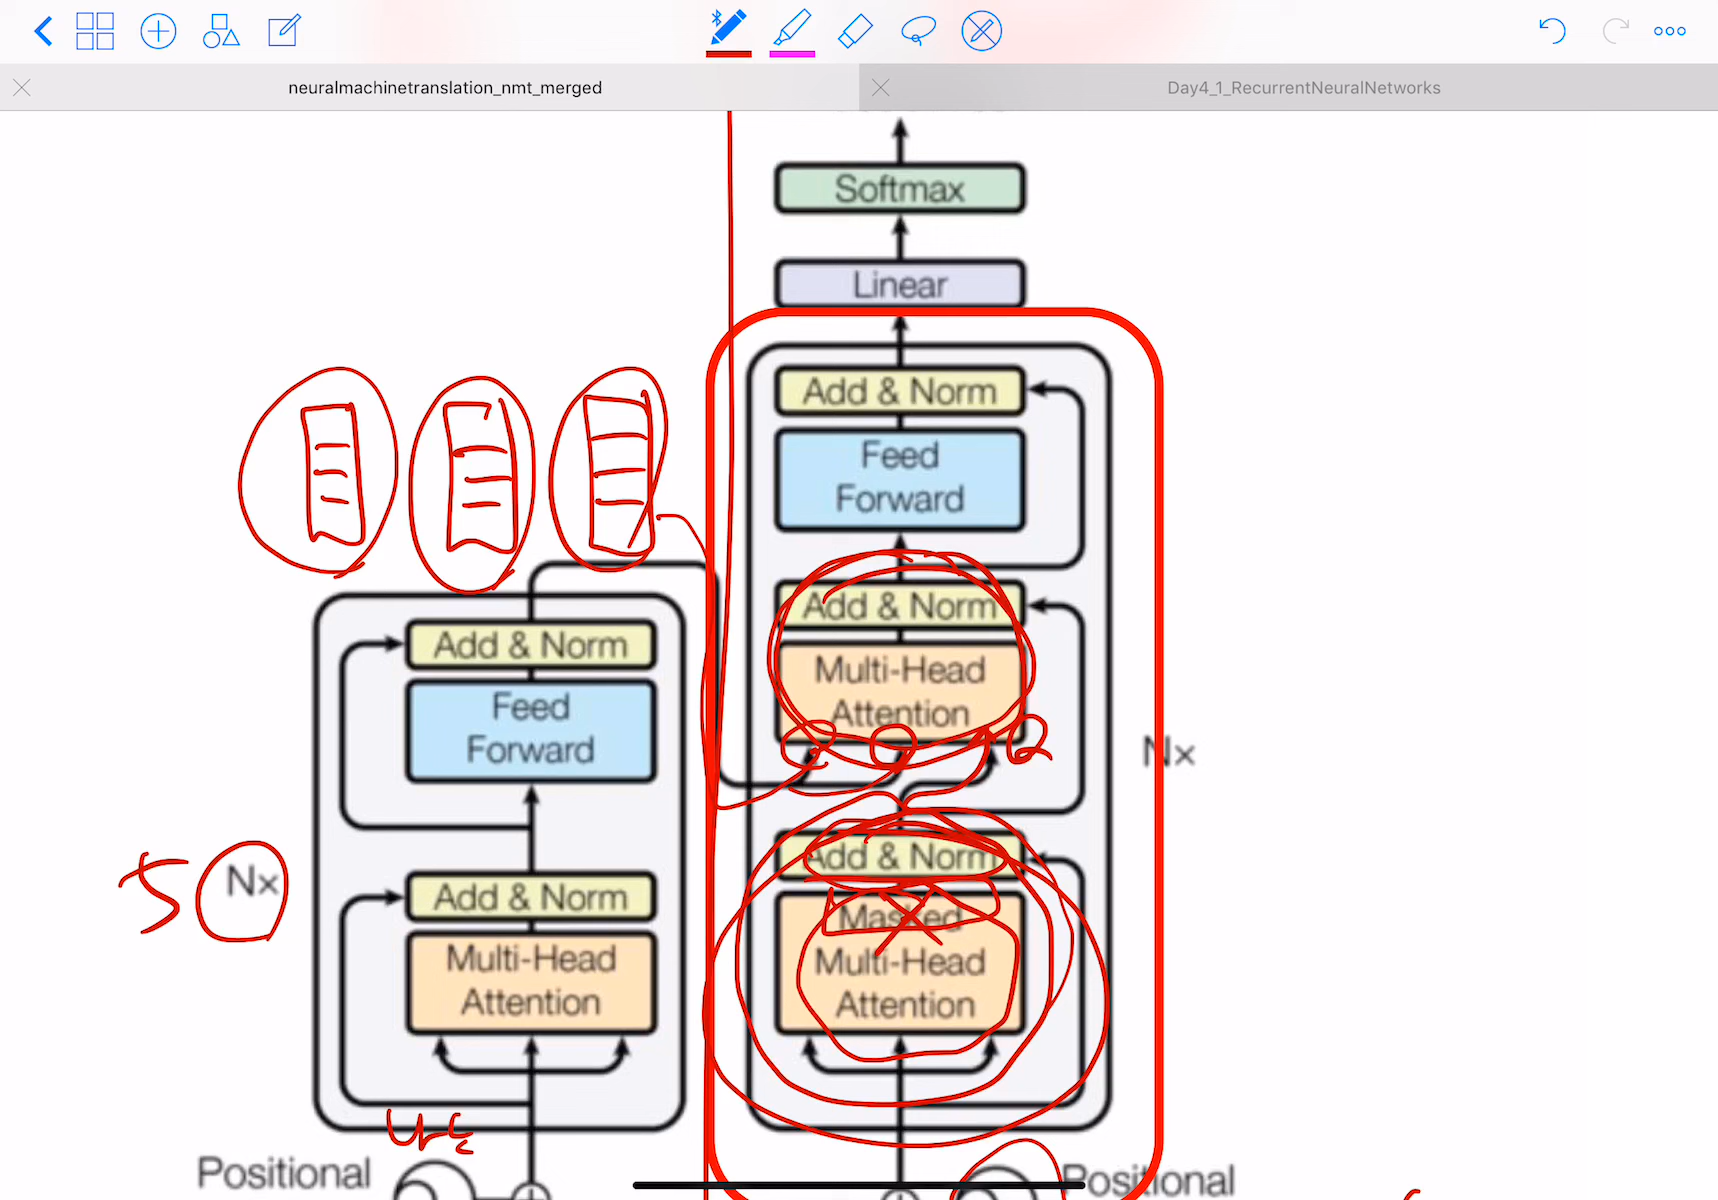 neuralmachinetranslation_nmt_merged
Day4_1_RecurrentNeuralNetworks
Softmax
Linear
Add & Norm
Feed
Forward
Add & Norm
Multi-Head
Attention
Nx
Add & Norm
Masked
Multi-Head
Attention
Add & Norm
Feed
Forward
5
Nx
Add & Norm
Multi-Head
Attention
Positional
Positional